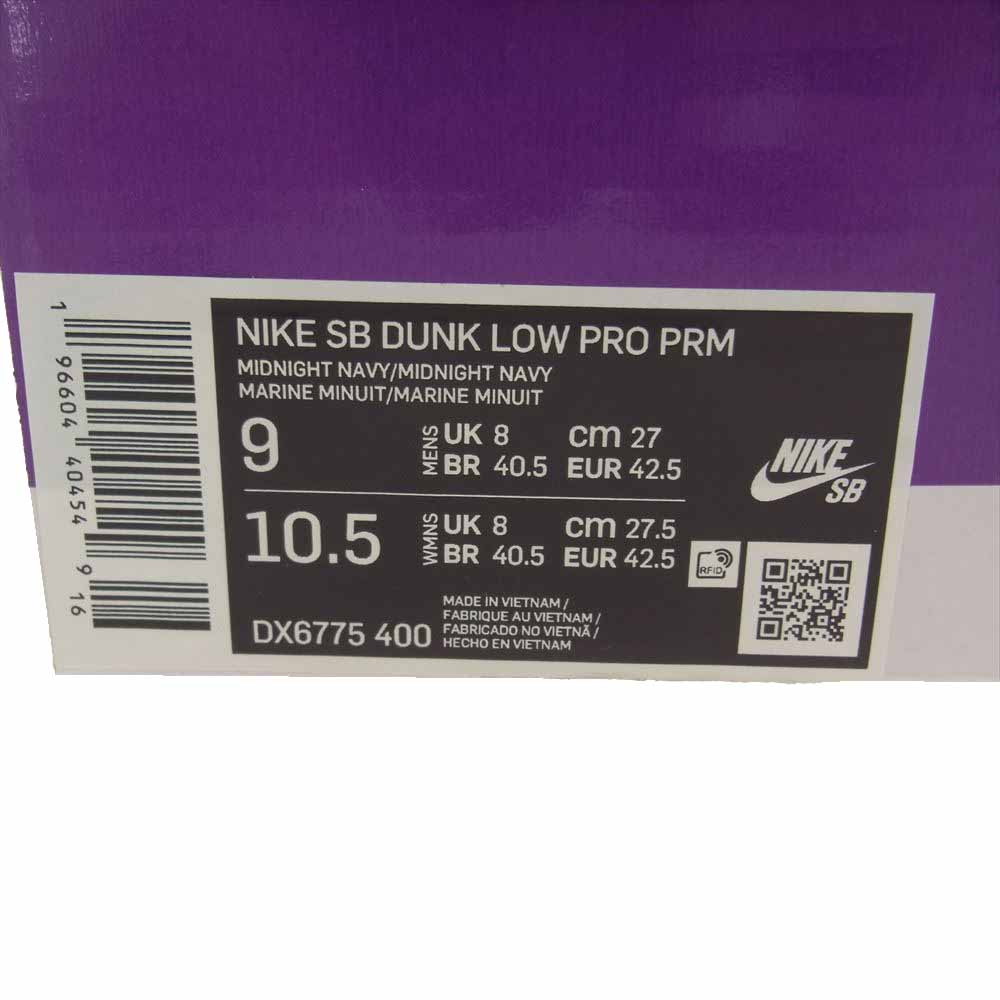 NIKE SB DUNK LOW PRO PRM
MIDNIGHT NAVY/MIDNIGHT NAVY
MARINE MINUIT/MARINE MINUIT
9 MENS UK 8 cm 27
BR 40.5 EUR 42.5
10.5 WMNS UK 8 cm 27.5
BR 40.5 EUR 42.5
DX6775 400
MADE IN VIETNAM /
FABRIQUE AU VIETNAM /
FABRICADO NO VIETNÃ /
HECHO EN VIETNAM
NIKE
SB
RFID
1 96604 40454 9 16